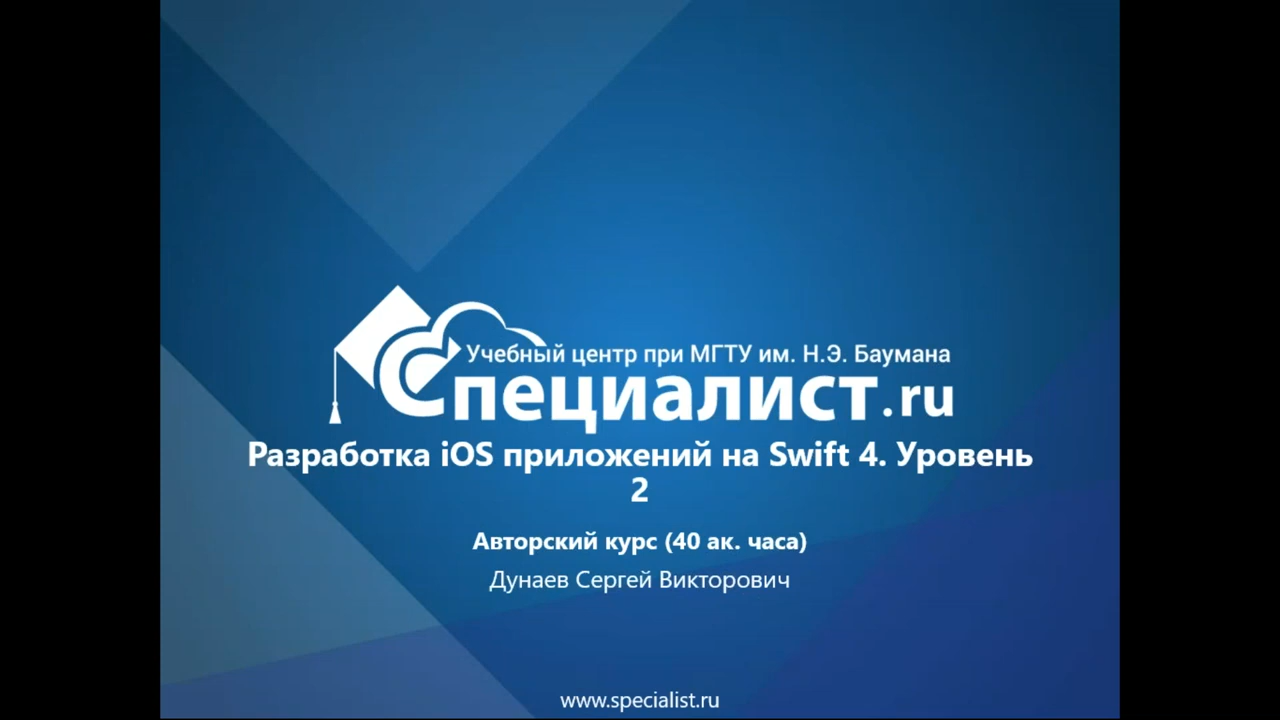 Учебный центр при МГТУ им. Н.Э. Баумана
Специалист.ru
Разработка iOS приложений на Swift 4. Уровень
2
Авторский курс (40 ак. часа)
Дунаев Сергей Викторович
www.specialist.ru